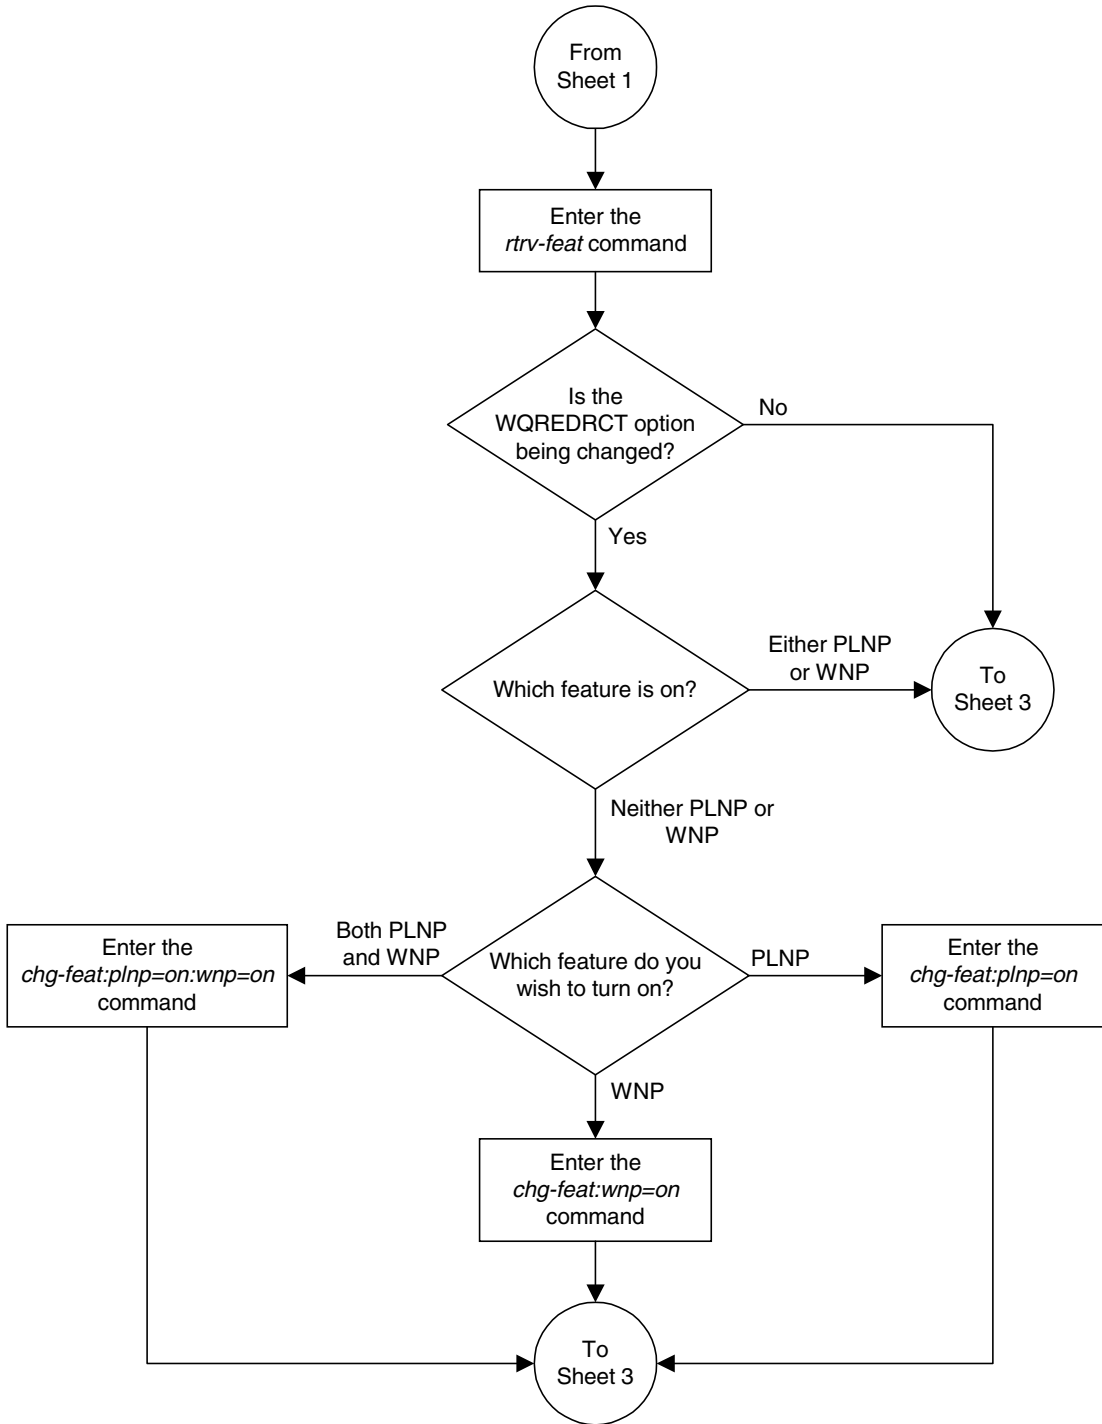 From
Sheet 1
Enter the
rtrv-feat command
Is the
WQREDRCT option
being changed?
No
Yes
Which feature is on?
Either PLNP
or WNP
To
Sheet 3
Neither PLNP or
WNP
Enter the
chg-feat:plnp=on:wnp=on
command
Both PLNP
and WNP
Which feature do you
wish to turn on?
PLNP
Enter the
chg-feat:plnp=on
command
WNP
Enter the
chg-feat:wnp=on
command
To
Sheet 3